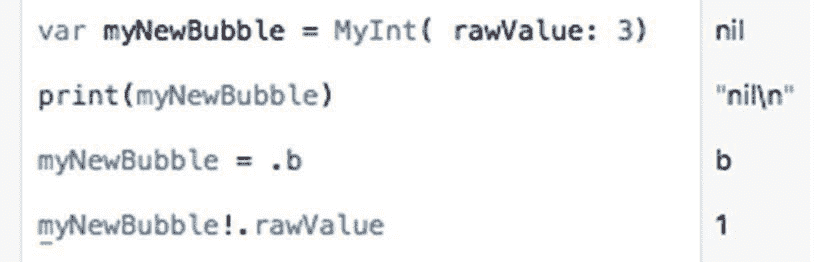 var myNewBubble = MyInt( rawValue: 3) nil
print(myNewBubble) "nil\n"
myNewBubble = .b b
myNewBubble!.rawValue 1